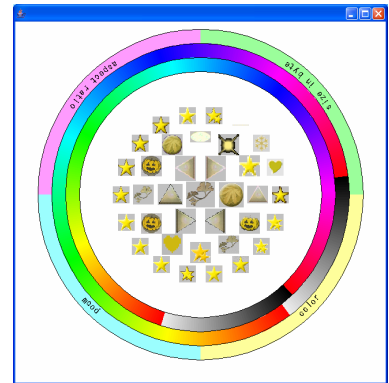 aspect ratio
size in byte
mood
color